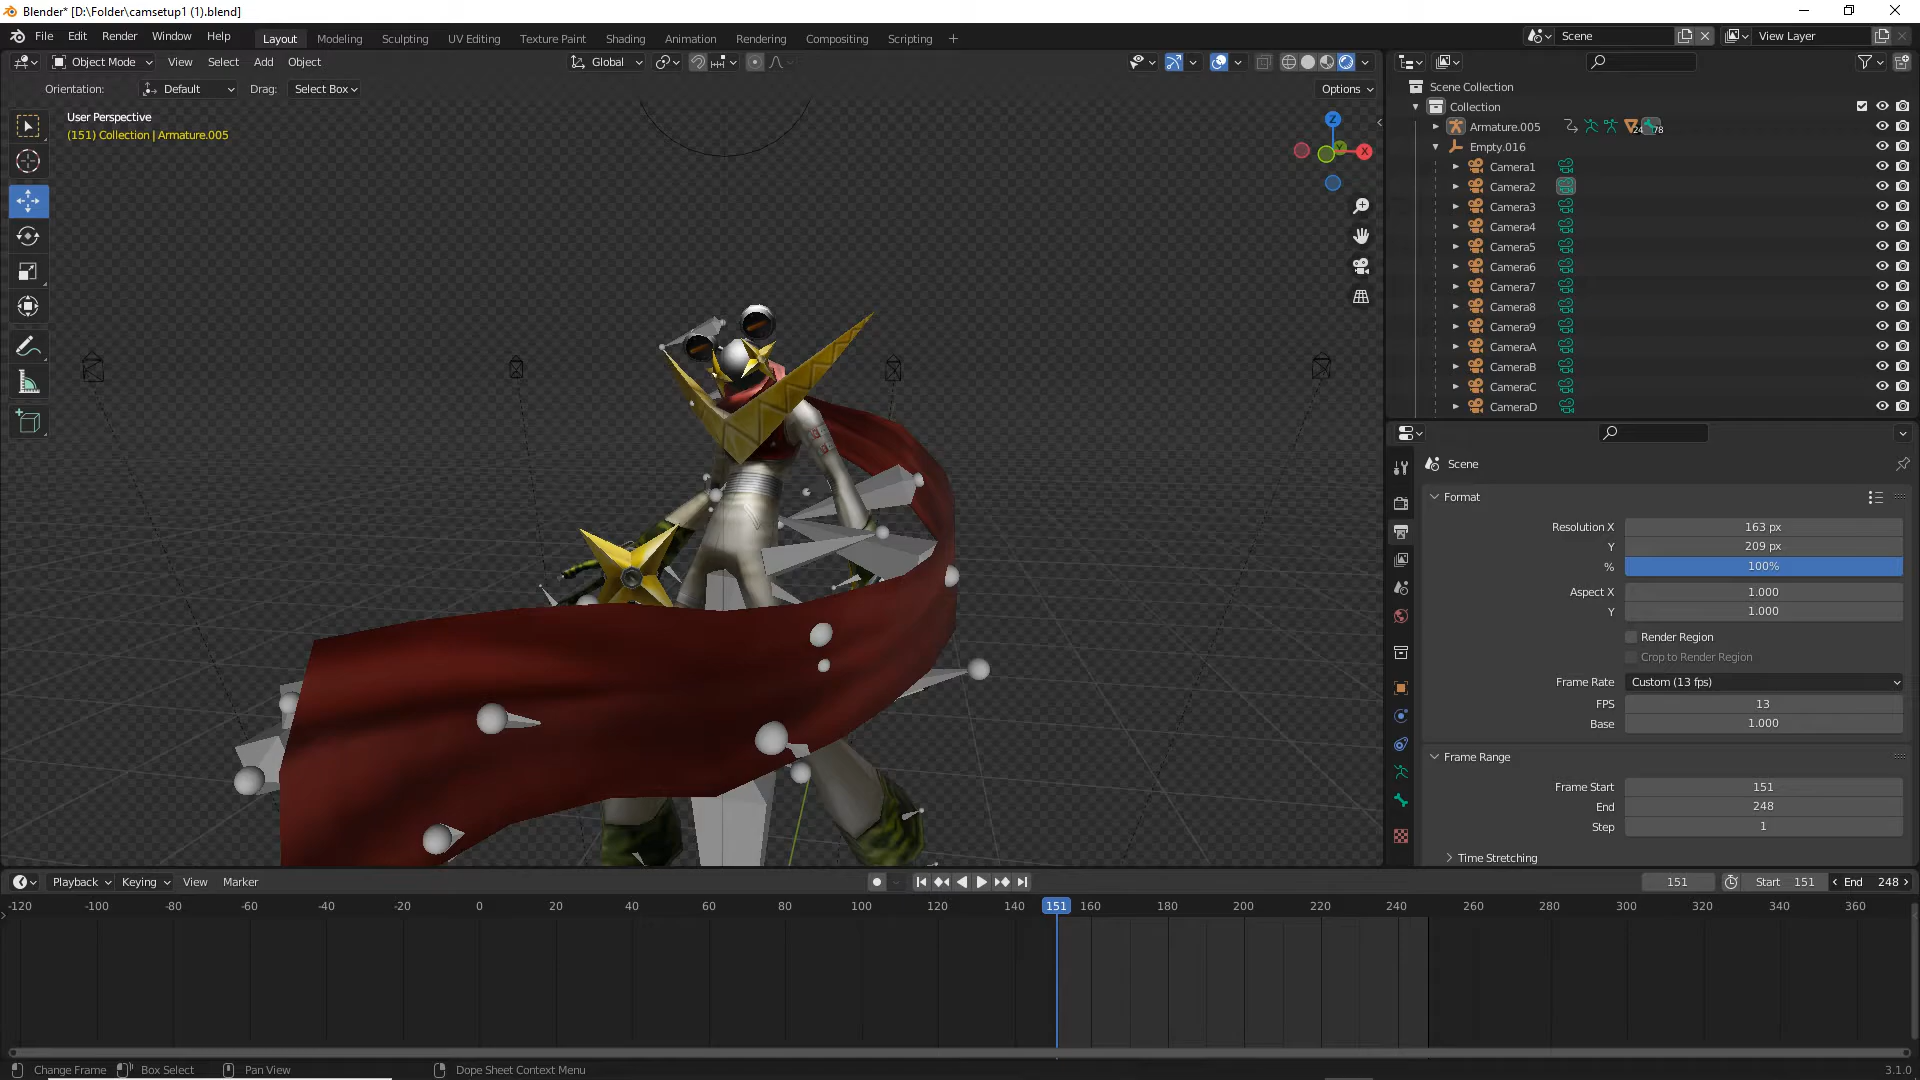 Blender* [D:\Folder\camsetup1 (1).blend]
File Edit Render Window Help Layout Modeling Sculpting UV Editing Texture Paint Shading Animation Rendering Compositing Scripting + Scene View Layer
Object Mode View Select Add Object Global
Orientation: Default Drag: Select Box Options
User Perspective
(151) Collection | Armature.005
Z
Y
X
Scene Collection
Collection
Armature.005 24 78
Empty.016
Camera1
Camera2
Camera3
Camera4
Camera5
Camera6
Camera7
Camera8
Camera9
CameraA
CameraB
CameraC
CameraD
Scene
Format
Resolution X 163 px
Y 209 px
% 100%
Aspect X 1.000
Y 1.000
Render Region
Crop to Render Region
Frame Rate Custom (13 fps)
FPS 13
Base 1.000
Frame Range
Frame Start 151
End 248
Step 1
Time Stretching
Playback Keying View Marker 151 Start 151 End 248
-120 -100 -80 -60 -40 -20 0 20 40 60 80 100 120 140 151 160 180 200 220 240 260 280 300 320 340 360
Change Frame Box Select Pan View Dope Sheet Context Menu 3.1.0